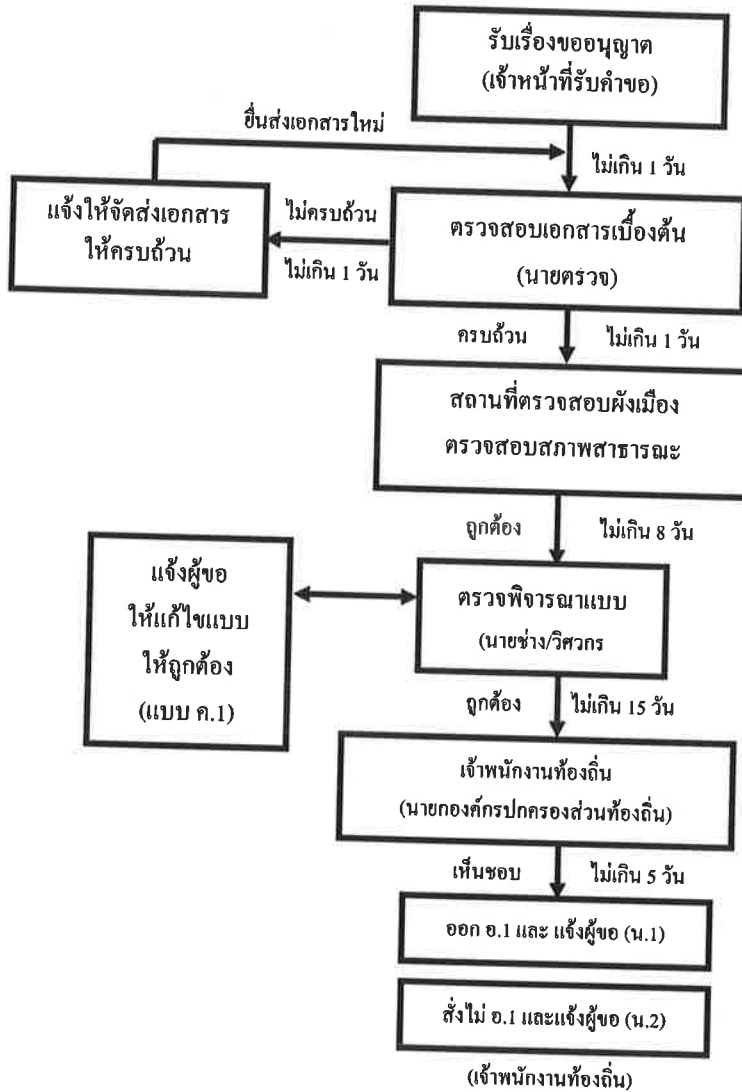 รับเรื่องขออนุญาต
(เจ้าหน้าที่รับคำขอ)
ยื่นส่งเอกสารใหม่
ไม่เกิน 1 วัน
แจ้งให้จัดส่งเอกสาร
ให้ครบถ้วน
ไม่ครบถ้วน
ไม่เกิน 1 วัน
ตรวจสอบเอกสารเบื้องต้น
(นายตรวจ)
ครบถ้วน
ไม่เกิน 1 วัน
สถานที่ตรวจสอบผังเมือง
ตรวจสอบสภาพสาธารณะ
ถูกต้อง
ไม่เกิน 8 วัน
แจ้งผู้ขอ
ให้แก้ไขแบบ
ให้ถูกต้อง
(แบบ ค.1)
ตรวจพิจารณาแบบ
(นายช่าง/วิศวกร
ถูกต้อง
ไม่เกิน 15 วัน
เจ้าพนักงานท้องถิ่น
(นายกองค์กรปกครองส่วนท้องถิ่น)
เห็นชอบ
ไม่เกิน 5 วัน
ออก อ.1 และ แจ้งผู้ขอ (น.1)
สั่งไม่ อ.1 และแจ้งผู้ขอ (น.2)
(เจ้าพนักงานท้องถิ่น)